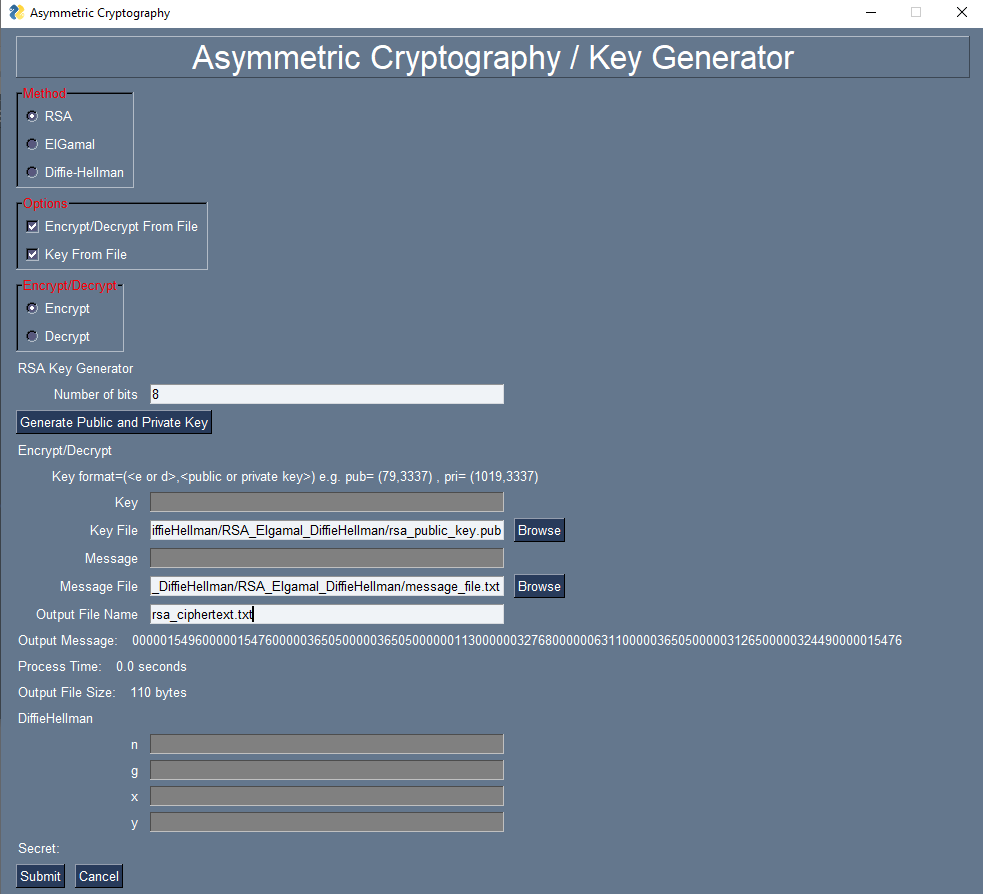 Asymmetric Cryptography
Asymmetric Cryptography / Key Generator
Method
RSA
ElGamal
Diffie-Hellman
Options
Encrypt/Decrypt From File
Key From File
Encrypt/Decrypt
Encrypt
Decrypt
RSA Key Generator
Number of bits 8
Generate Public and Private Key
Encrypt/Decrypt
Key format=(<e or d>,<public or private key>) e.g. pub= (79,3337) , pri= (1019,3337)
Key
Key File iffieHellman/RSA_Elgamal_DiffieHellman/rsa_public_key.pub Browse
Message
Message File _DiffieHellman/RSA_Elgamal_DiffieHellman/message_file.txt Browse
Output File Name rsa_ciphertext.txt
Output Message: 00000154960000015476000003650500000365050000000113000000327680000006311000003650500000312650000032449​0000015476
Process Time: 0.0 seconds
Output File Size: 110 bytes
DiffieHellman
n
g
x
y
Secret:
Submit Cancel